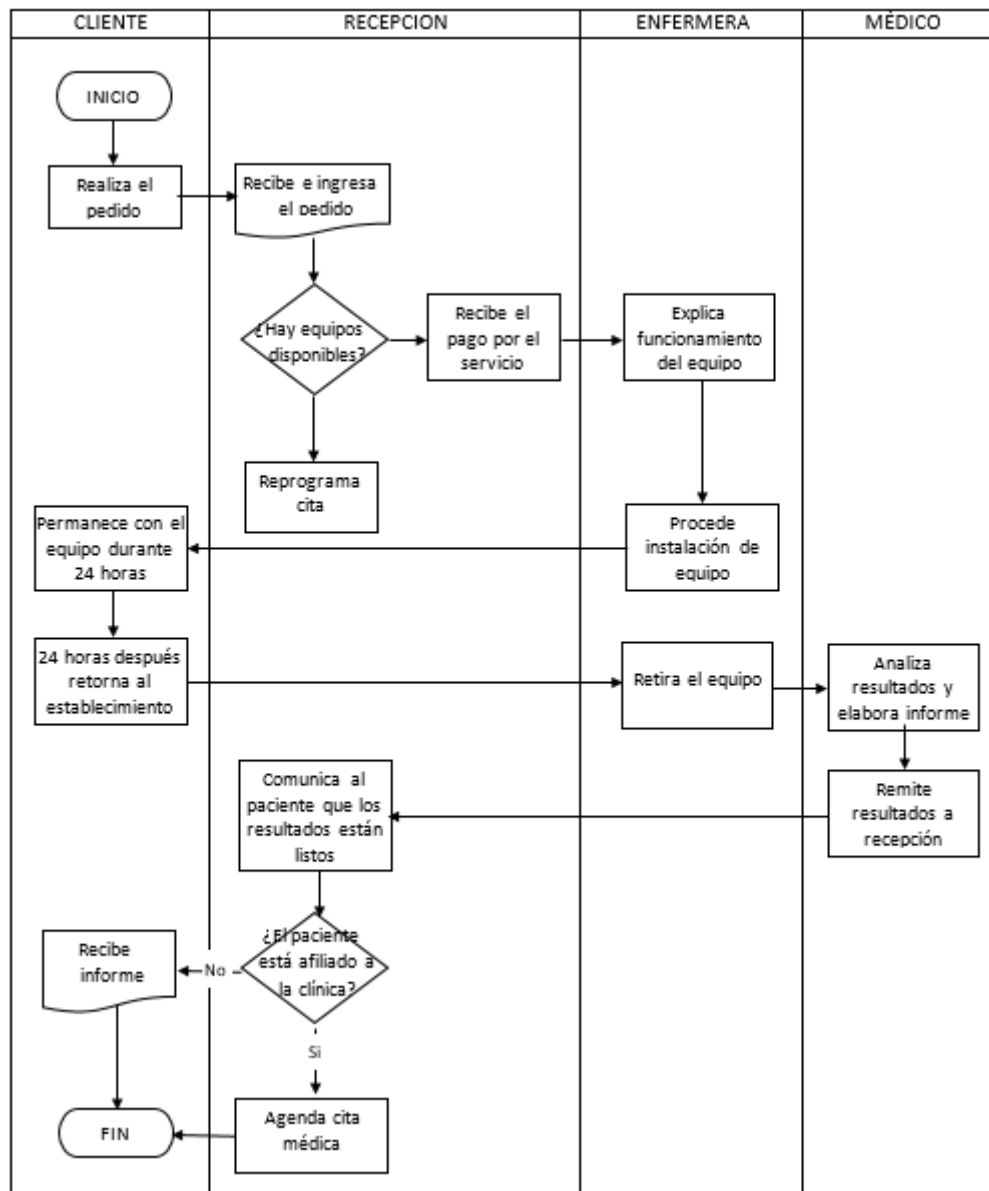 CLIENTE
RECEPCION
ENFERMERA
MÉDICO
INICIO
Realiza el
pedido
Recibe e ingresa
el pedido
¿Hay equipos
disponibles?
Recibe el
pago por el
servicio
Explica
funcionamiento
del equipo
Reprograma
cita
Procede
instalación de
equipo
Permanece con el
equipo durante
24 horas
24 horas después
retorna al
establecimiento
Retira el equipo
Analiza
resultados y
elabora informe
Remite
resultados a
recepción
Comunica al
paciente que los
resultados están
listos
¿El paciente
está afiliado a
la clínica?
No
Recibe
informe
Si
Agenda cita
médica
FIN